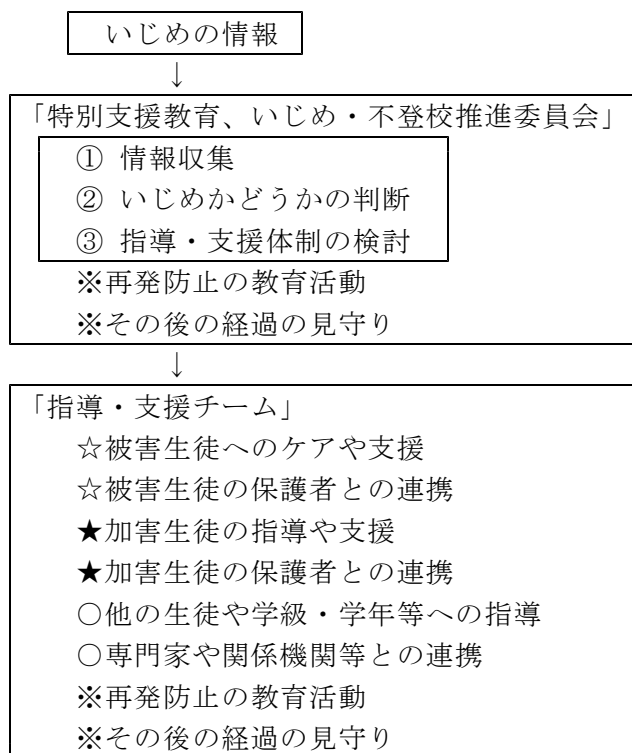 いじめの情報
↓
「特別支援教育、いじめ・不登校推進委員会」
① 情報収集
② いじめかどうかの判断
③ 指導・支援体制の検討
※再発防止の教育活動
※その後の経過の見守り
↓
「指導・支援チーム」
☆被害生徒へのケアや支援
☆被害生徒の保護者との連携
★加害生徒の指導や支援
★加害生徒の保護者との連携
○他の生徒や学級・学年等への指導
○専門家や関係機関等との連携
※再発防止の教育活動
※その後の経過の見守り